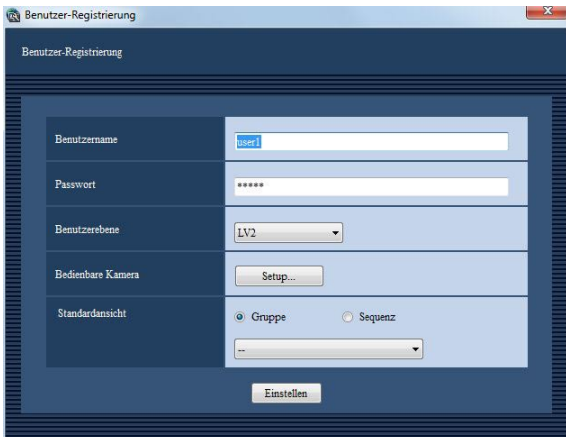 Benutzer-Registrierung
Benutzer-Registrierung
Benutzername
user1
Passwort
*****
Benutzerebene
LV2
Bedienbare Kamera
Setup...
Standardansicht
Gruppe
Sequenz
--
Einstellen